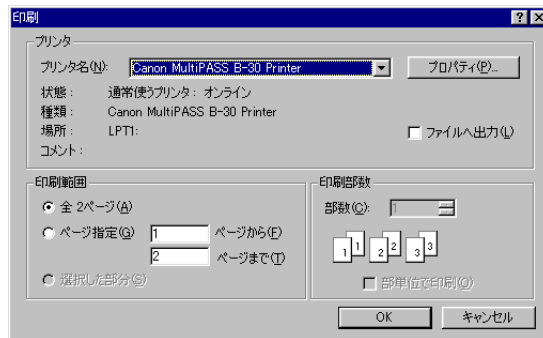 印刷
プリンタ
プリンタ名(N): Canon MultiPASS B-30 Printer プロパティ(P)...
状態: 通常使うプリンタ: オンライン
種類: Canon MultiPASS B-30 Printer
場所: LPT1: ファイルへ出力(L)
コメント:
印刷範囲
全 2ページ(A)
ページ指定(G) 1 ページから(F)
2 ページまで(T)
選択した部分(S)
印刷部数
部数(C): 1
1 1 2 2 3 3
部単位で印刷(O)
OK キャンセル